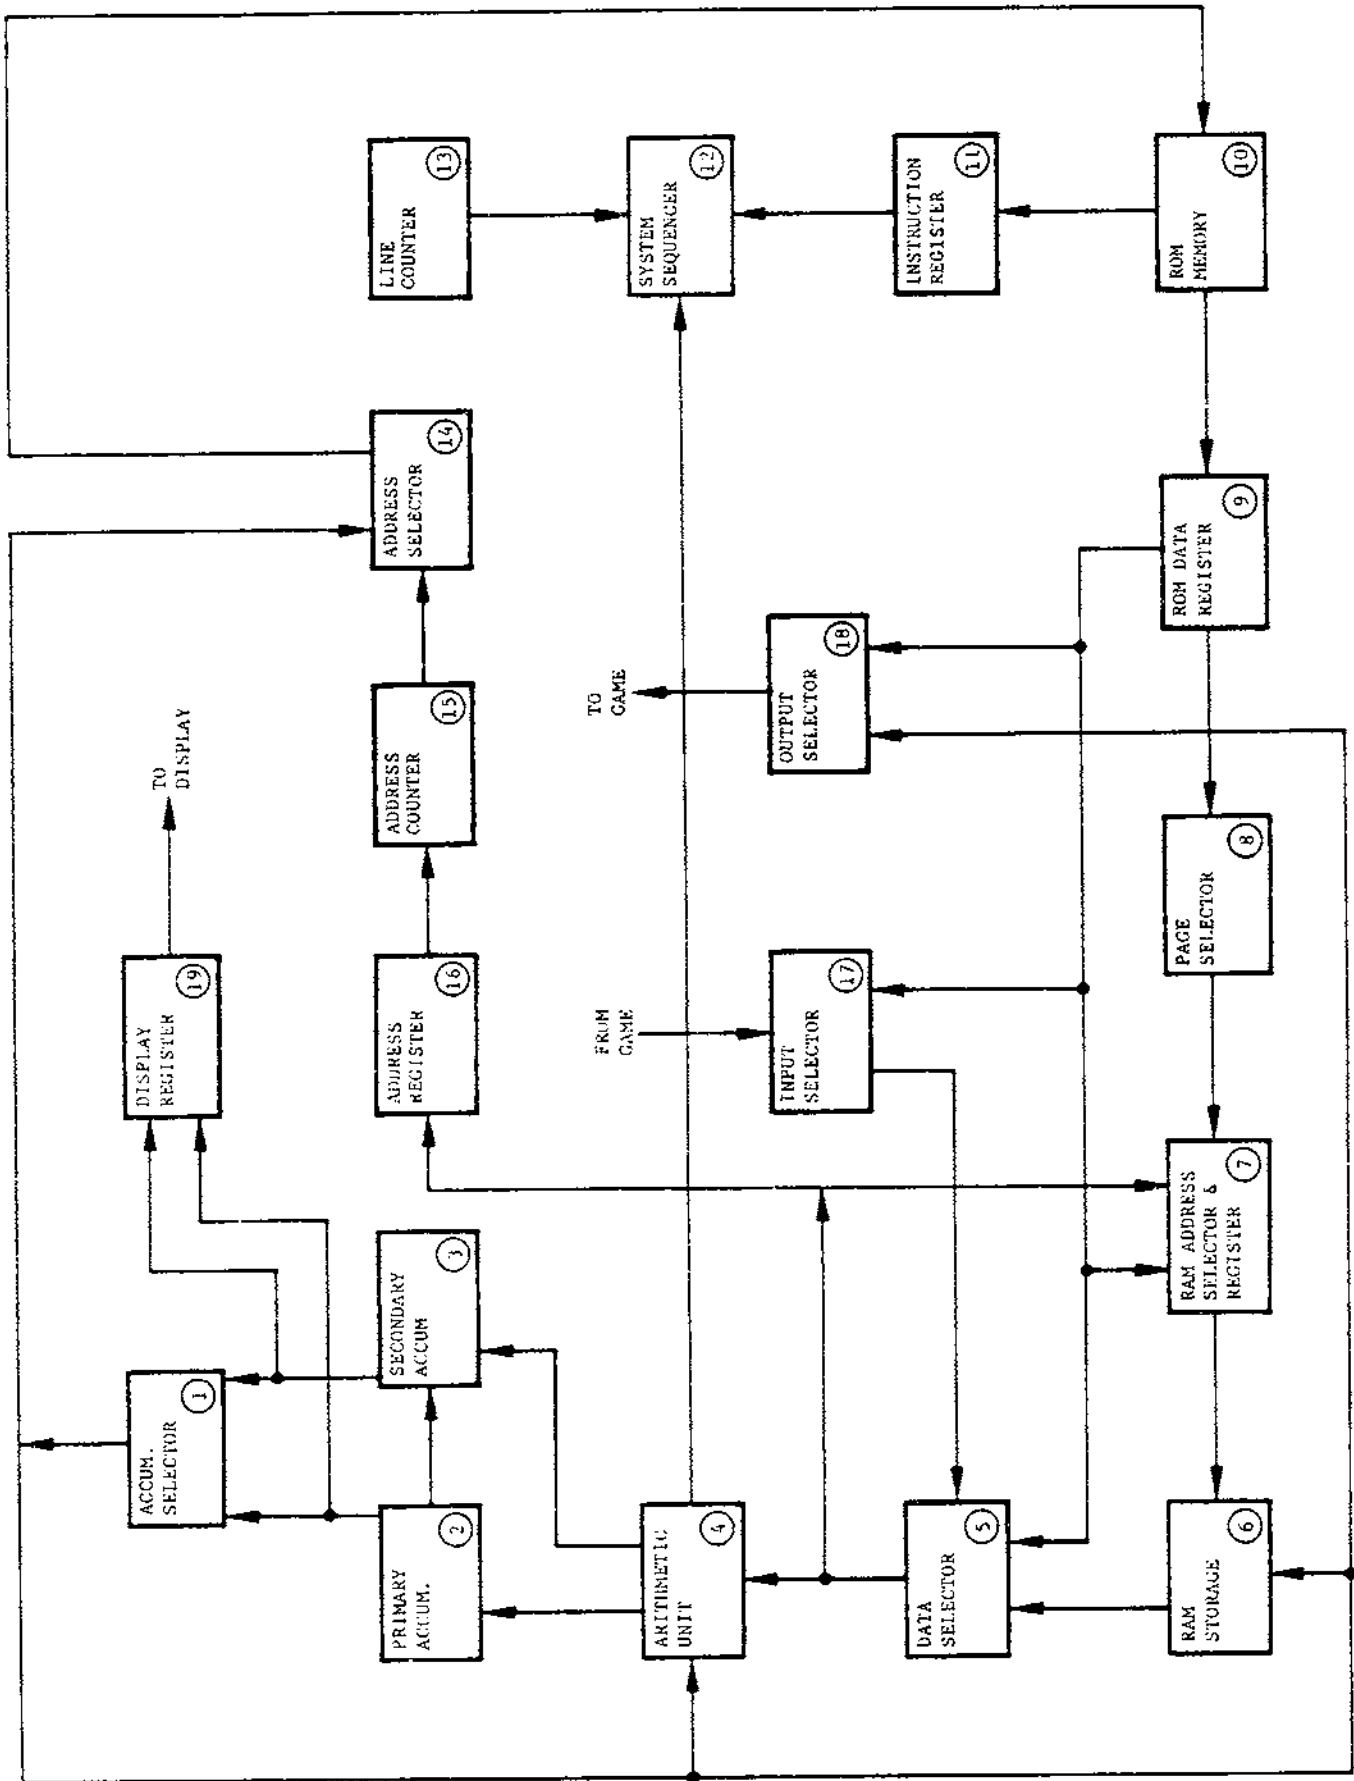 ACCUM.
SELECTOR
1
DISPLAY
REGISTER
19
TO
DISPLAY
PRIMARY
ACCUM.
2
SECONDARY
ACCUM
3
ADDRESS
REGISTER
16
ADDRESS
COUNTER
15
ADDRESS
SELECTOR
14
LINE
COUNTER
13
FROM
GAME
TO
GAME
ARITHMETIC
UNIT
4
SYSTEM
SEQUENCER
12
INPUT
SELECTOR
17
OUTPUT
SELECTOR
18
DATA
SELECTOR
5
INSTRUCTION
REGISTER
11
RAM
STORAGE
6
RAM ADDRESS
SELECTOR &
REGISTER
7
PAGE
SELECTOR
8
ROM DATA
REGISTER
9
ROM
MEMORY
10